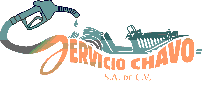 SERVICIO CHAVO
S.A. DE C.V.